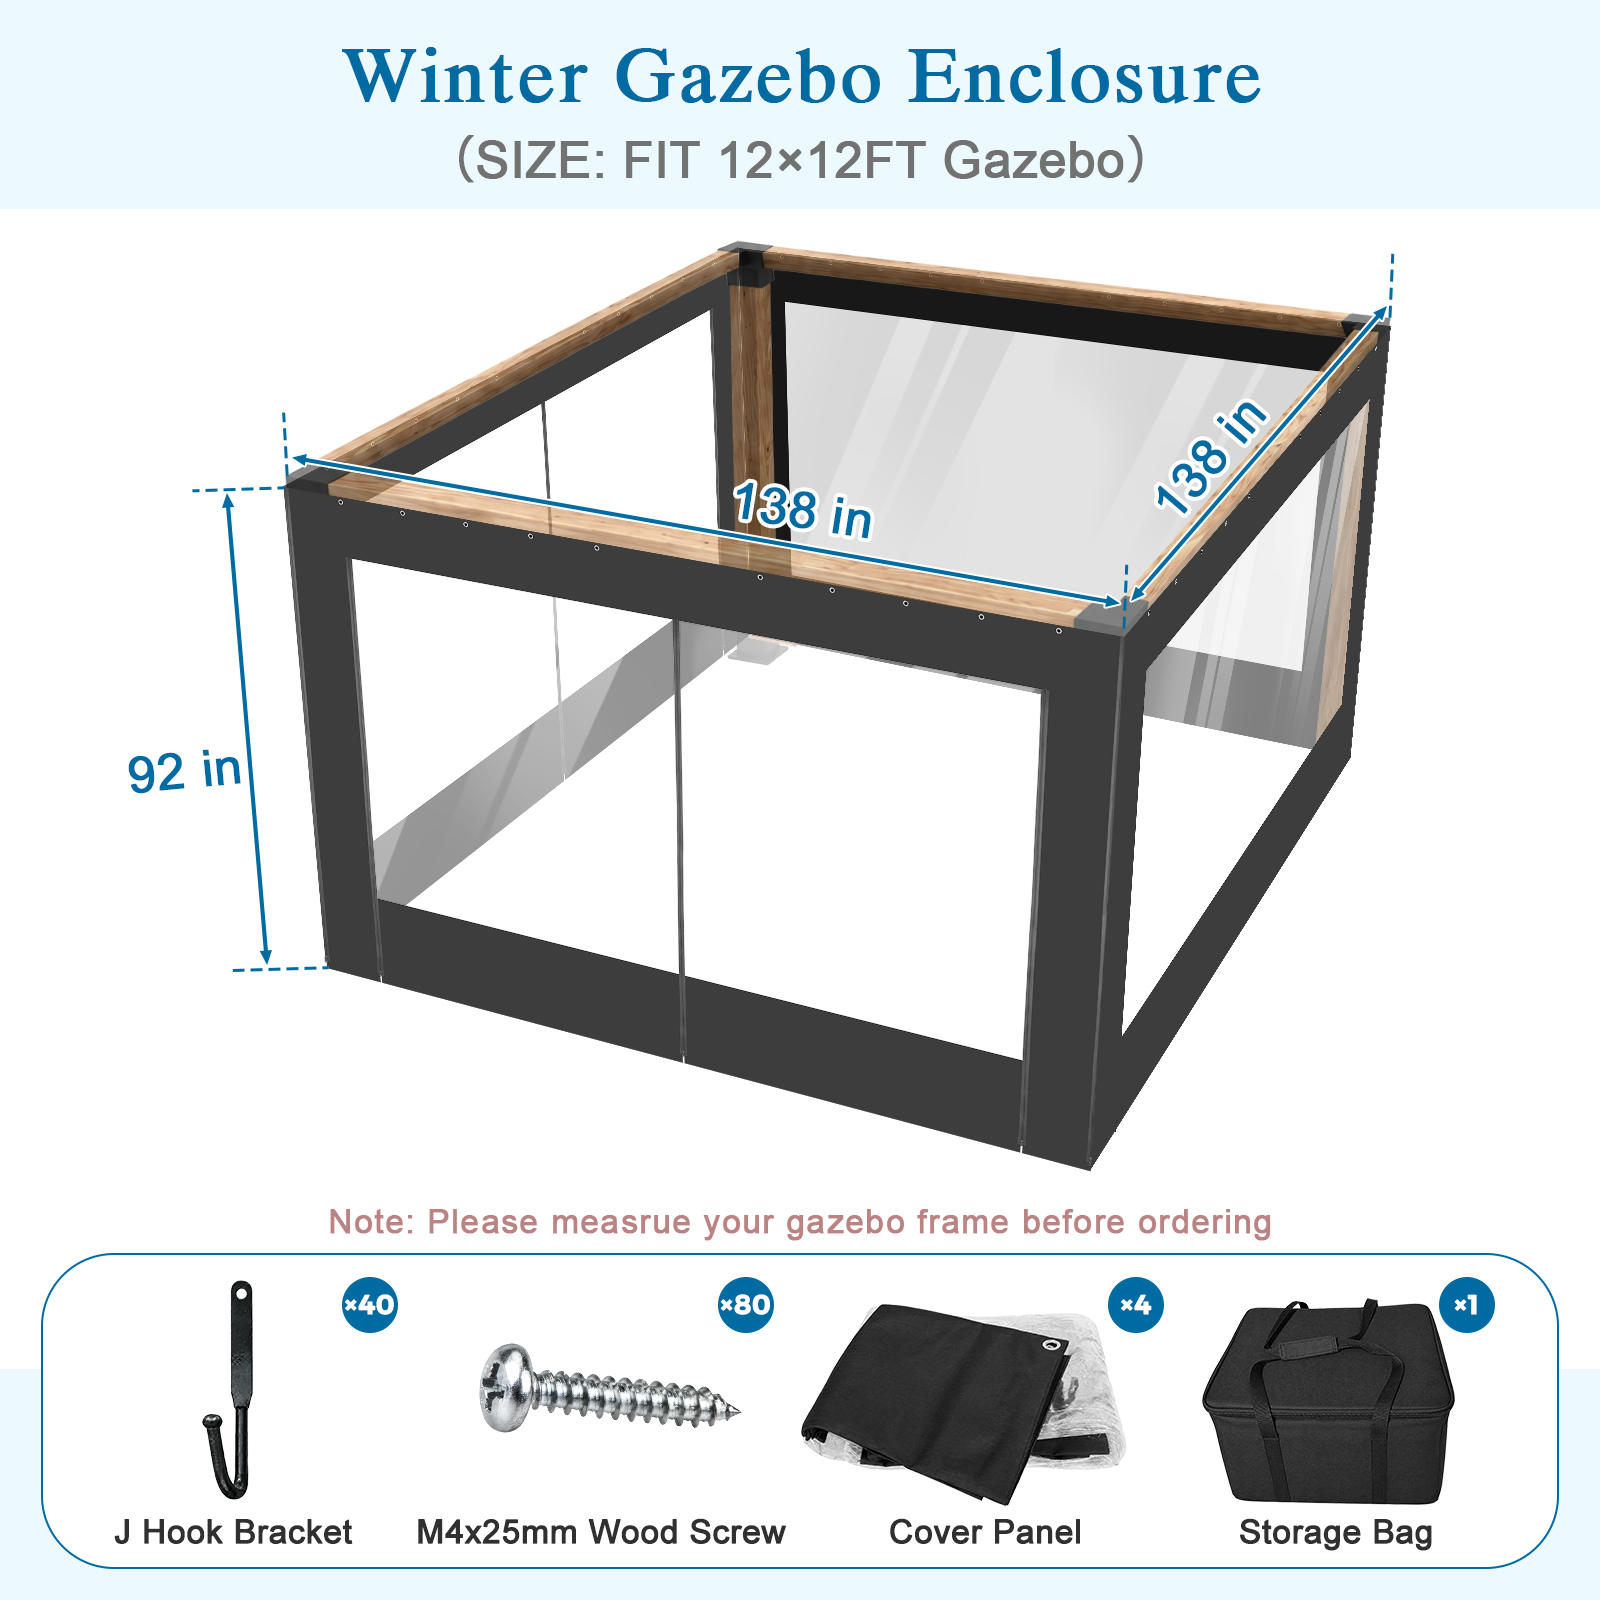 Winter Gazebo Enclosure
(SIZE: FIT 12×12FT Gazebo)
138 in
138 in
92 in
Note: Please measrue your gazebo frame before ordering
×40
×80
×4
×1
J Hook Bracket
M4x25mm Wood Screw
Cover Panel
Storage Bag